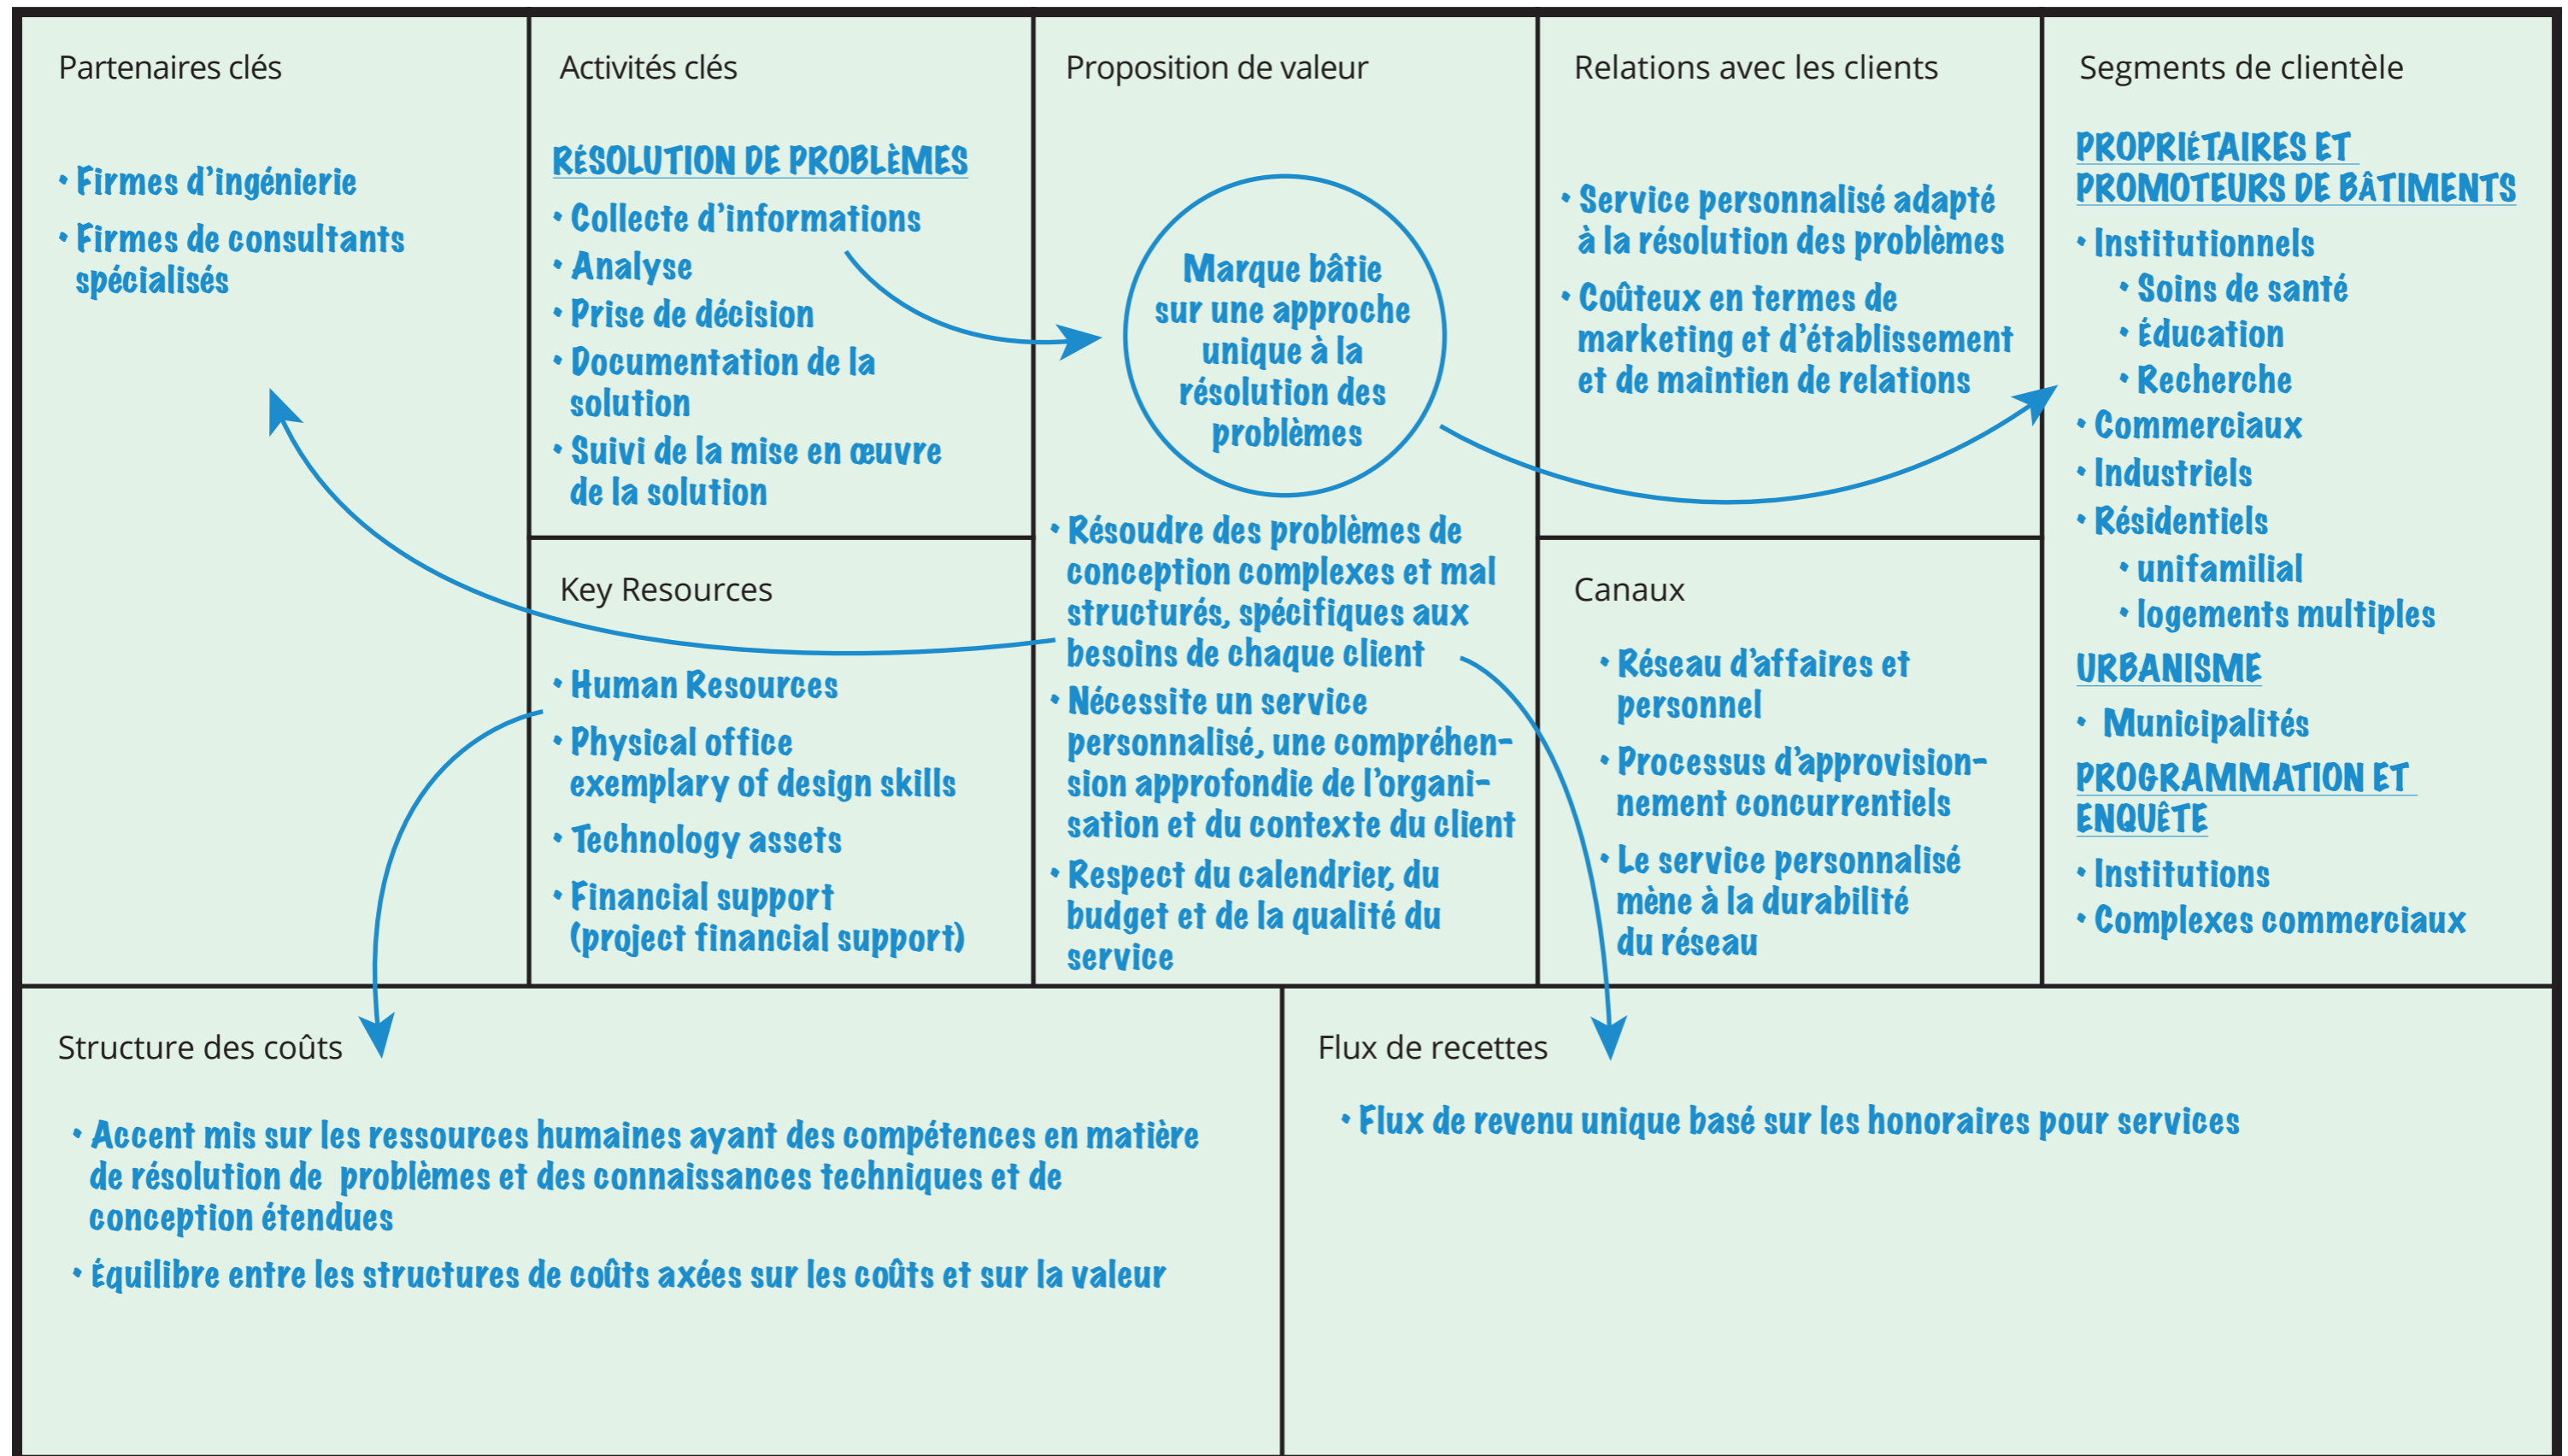 Partenaires clés
• Firmes d'ingénierie
• Firmes de consultants
spécialisés
Activités clés
RÉSOLUTION DE PROBLÈMES
• Collecte d'informations
• Analyse
• Prise de décision
• Documentation de la
solution
• Suivi de la mise en œuvre
de la solution
Key Resources
• Human Resources
• Physical office
exemplary of design skills
• Technology assets
• Financial support
(project financial support)
Proposition de valeur
Marque bâtie
sur une approche
unique à la
résolution des
problèmes
• Résoudre des problèmes de
conception complexes et mal
structurés, spécifiques aux
besoins de chaque client
• Nécessite un service
personnalisé, une compréhen-
sion approfondie de l'organi-
sation et du contexte du client
• Respect du calendrier, du
budget et de la qualité du
service
Relations avec les clients
• Service personnalisé adapté
à la résolution des problèmes
• Coûteux en termes de
marketing et d'établissement
et de maintien de relations
Canaux
• Réseau d'affaires et
personnel
• Processus d'approvision-
nement concurrentiels
• Le service personnalisé
mène à la durabilité
du réseau
Segments de clientèle
PROPRIÉTAIRES ET
PROMOTEURS DE BÂTIMENTS
• Institutionnels
• Soins de santé
• Éducation
• Recherche
• Commerciaux
• Industriels
• Résidentiels
• unifamilial
• logements multiples
URBANISME
• Municipalités
PROGRAMMATION ET
ENQUÊTE
• Institutions
• Complexes commerciaux
Structure des coûts
• Accent mis sur les ressources humaines ayant des compétences en matière
de résolution de problèmes et des connaissances techniques et de
conception étendues
• Équilibre entre les structures de coûts axées sur les coûts et sur la valeur
Flux de recettes
• Flux de revenu unique basé sur les honoraires pour services